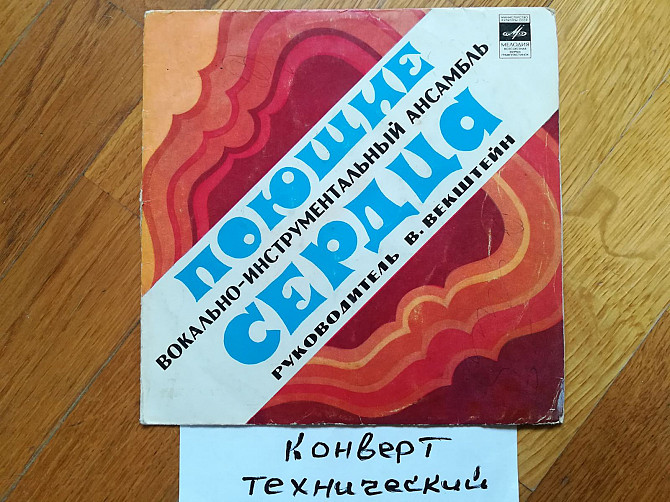 МЕЛОДИЯ
ПОЮЩИЕ
ВОКАЛЬНО-ИНСТРУМЕНТАЛЬНЫЙ АНСАМБЛЬ
СЕРДЦА
РУКОВОДИТЕЛЬ В. ВЕКШТЕЙН
Конверт
технический